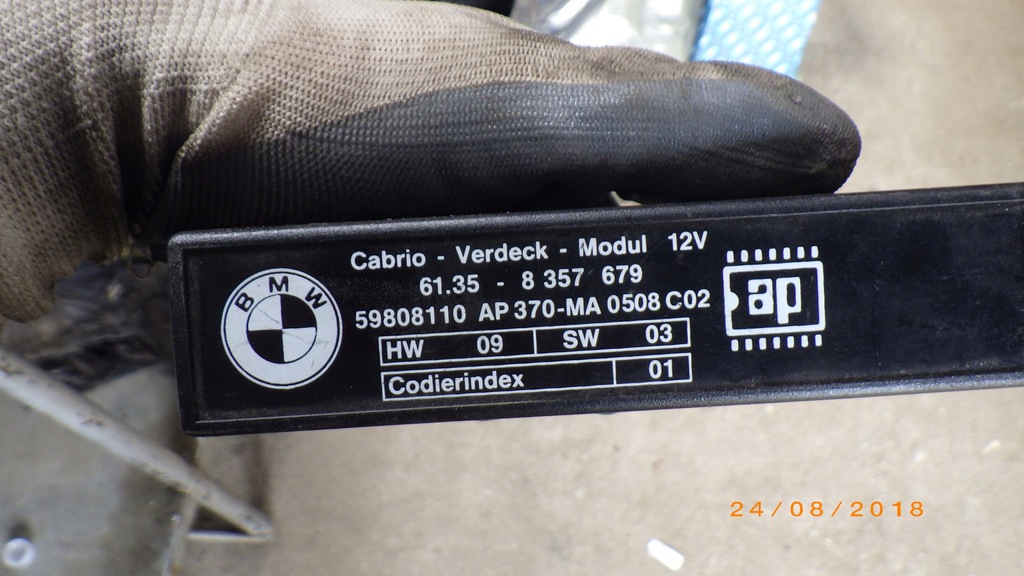 BMW
Cabrio - Verdeck - Modul 12V
61.35 - 8 357 679
59808110 AP 370-MA 0508 C02
HW 09 SW 03
Codierindex 01
ap
24/08/2018